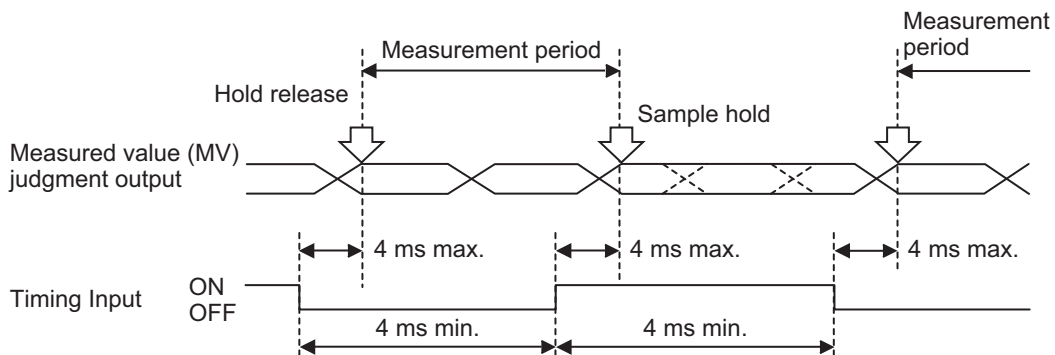 Measurement
period
Measurement period
Hold release
Sample hold
Measured value (MV)
judgment output
4 ms max.
4 ms max.
4 ms max.
Timing Input
ON
OFF
4 ms min.
4 ms min.